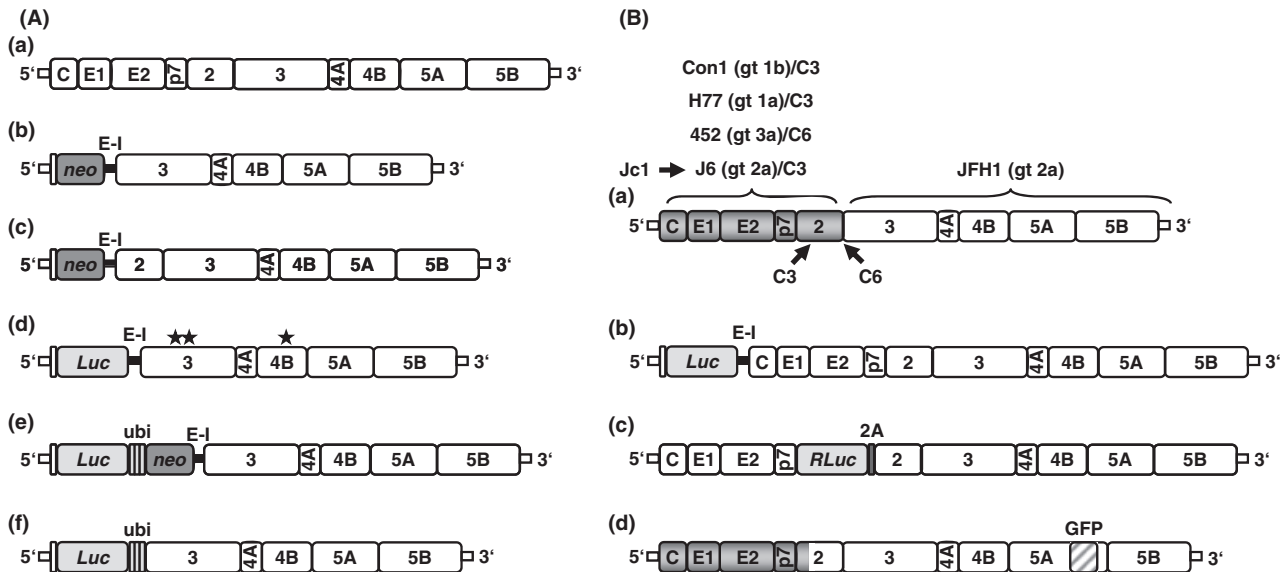 (A)
(a)
5‘ C E1 E2 p7 2 3 4A 4B 5A 5B 3‘
(b)
E-I
5‘ neo 3 4A 4B 5A 5B 3‘
(c)
E-I
5‘ neo 2 3 4A 4B 5A 5B 3‘
(d)
E-I
5‘ Luc 3 4A 4B 5A 5B 3‘
(e)
ubi E-I
5‘ Luc neo 3 4A 4B 5A 5B 3‘
(f)
ubi
5‘ Luc 3 4A 4B 5A 5B 3‘
(B)
Con1 (gt 1b)/C3
H77 (gt 1a)/C3
452 (gt 3a)/C6
Jc1 J6 (gt 2a)/C3 JFH1 (gt 2a)
(a)
5‘ C E1 E2 p7 2 3 4A 4B 5A 5B 3‘
C3 C6
(b)
E-I
5‘ Luc C E1 E2 p7 2 3 4A 4B 5A 5B 3‘
(c)
2A
5‘ C E1 E2 p7 RLuc 2 3 4A 4B 5A 5B 3‘
(d)
GFP
5‘ C E1 E2 p7 2 3 4A 4B 5A 5B 3‘